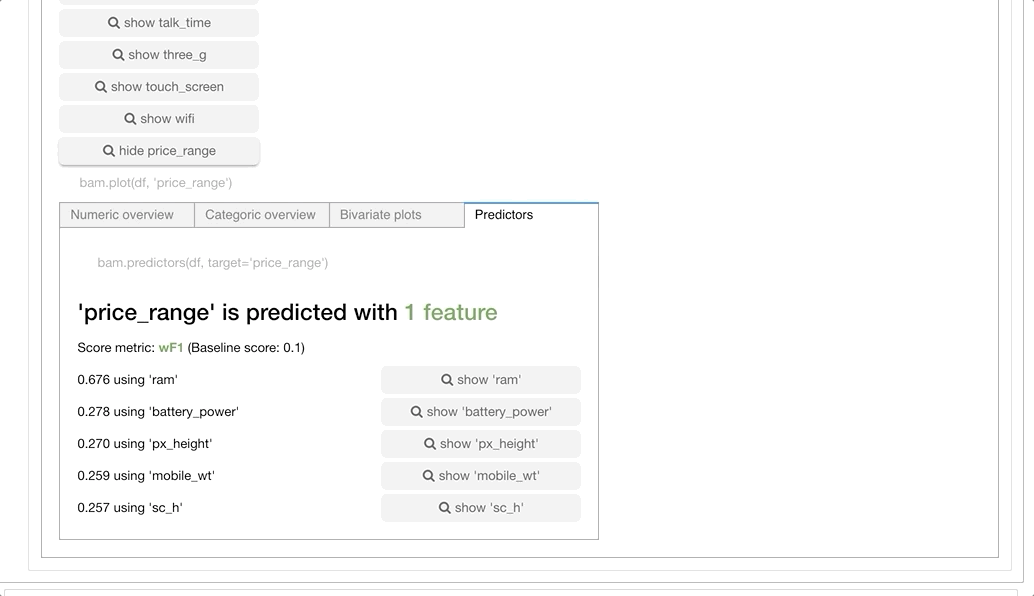 show talk_time
show three_g
show touch_screen
show wifi
hide price_range
bam.plot(df, 'price_range')
Numeric overview Categoric overview Bivariate plots Predictors
bam.predictors(df, target='price_range')
'price_range' is predicted with 1 feature
Score metric: wF1 (Baseline score: 0.1)
0.676 using 'ram' show 'ram'
0.278 using 'battery_power' show 'battery_power'
0.270 using 'px_height' show 'px_height'
0.259 using 'mobile_wt' show 'mobile_wt'
0.257 using 'sc_h' show 'sc_h'